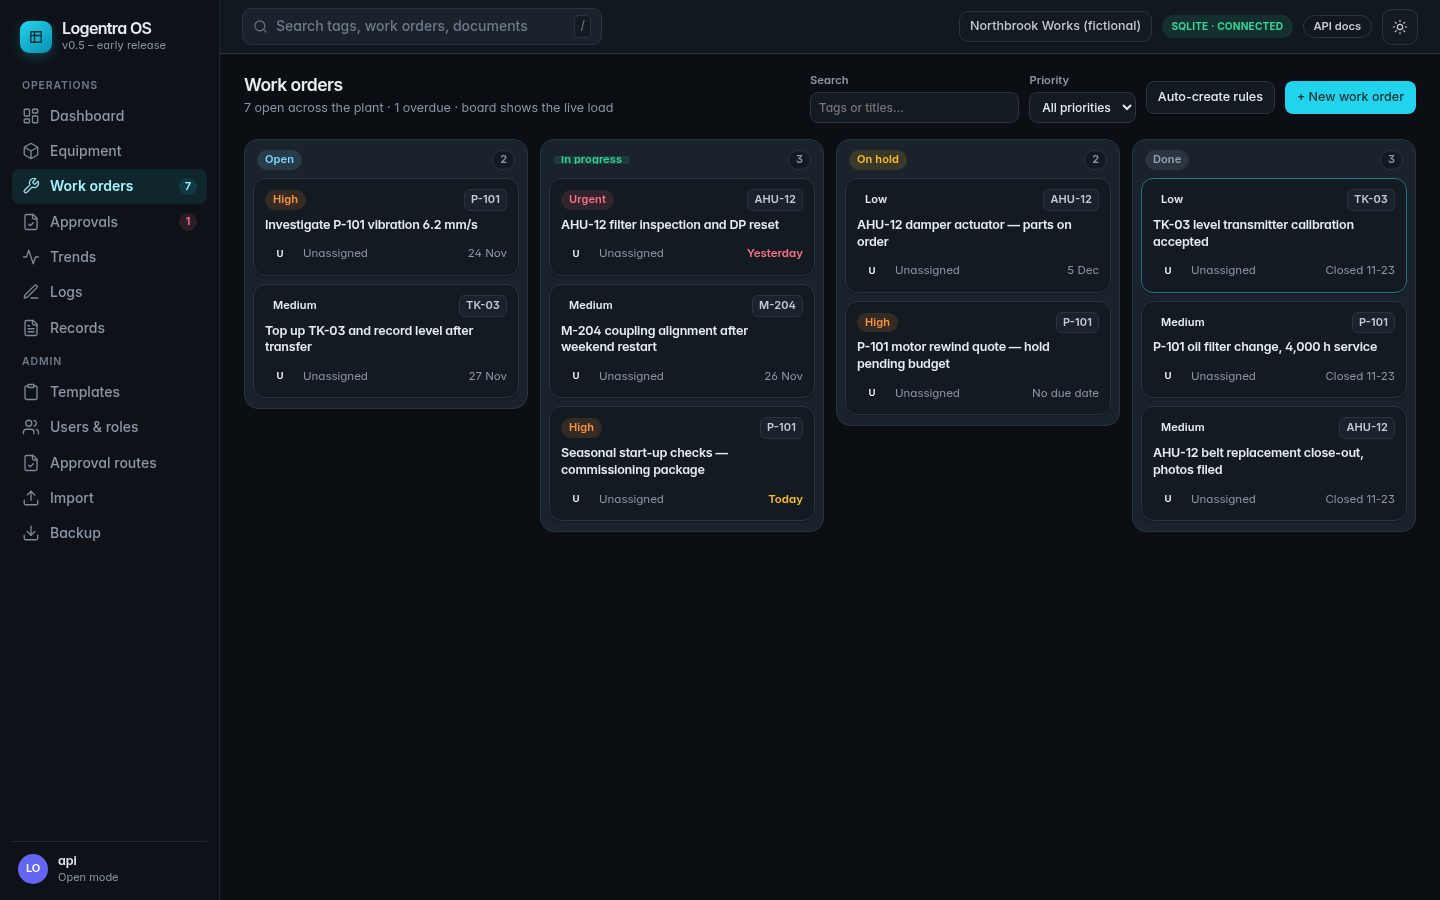 Logentra OS
v0.5 – early release
OPERATIONS
Dashboard
Equipment
Work orders 7
Approvals 1
Trends
Logs
Records
ADMIN
Templates
Users & roles
Approval routes
Import
Backup
LO
api
Open mode
Search tags, work orders, documents /
Northbrook Works (fictional)
SQLITE · CONNECTED
API docs
Work orders
7 open across the plant · 1 overdue · board shows the live load
Search
Tags or titles...
Priority
All priorities
Auto-create rules
+ New work order
Open 2
High P-101
Investigate P-101 vibration 6.2 mm/s
U Unassigned 24 Nov
Medium TK-03
Top up TK-03 and record level after
transfer
U Unassigned 27 Nov
In progress 3
Urgent AHU-12
AHU-12 filter inspection and DP reset
U Unassigned Yesterday
Medium M-204
M-204 coupling alignment after
weekend restart
U Unassigned 26 Nov
High P-101
Seasonal start-up checks —
commissioning package
U Unassigned Today
On hold 2
Low AHU-12
AHU-12 damper actuator — parts on
order
U Unassigned 5 Dec
High P-101
P-101 motor rewind quote — hold
pending budget
U Unassigned No due date
Done 3
Low TK-03
TK-03 level transmitter calibration
accepted
U Unassigned Closed 11-23
Medium P-101
P-101 oil filter change, 4,000 h service
U Unassigned Closed 11-23
Medium AHU-12
AHU-12 belt replacement close-out,
photos filed
U Unassigned Closed 11-23